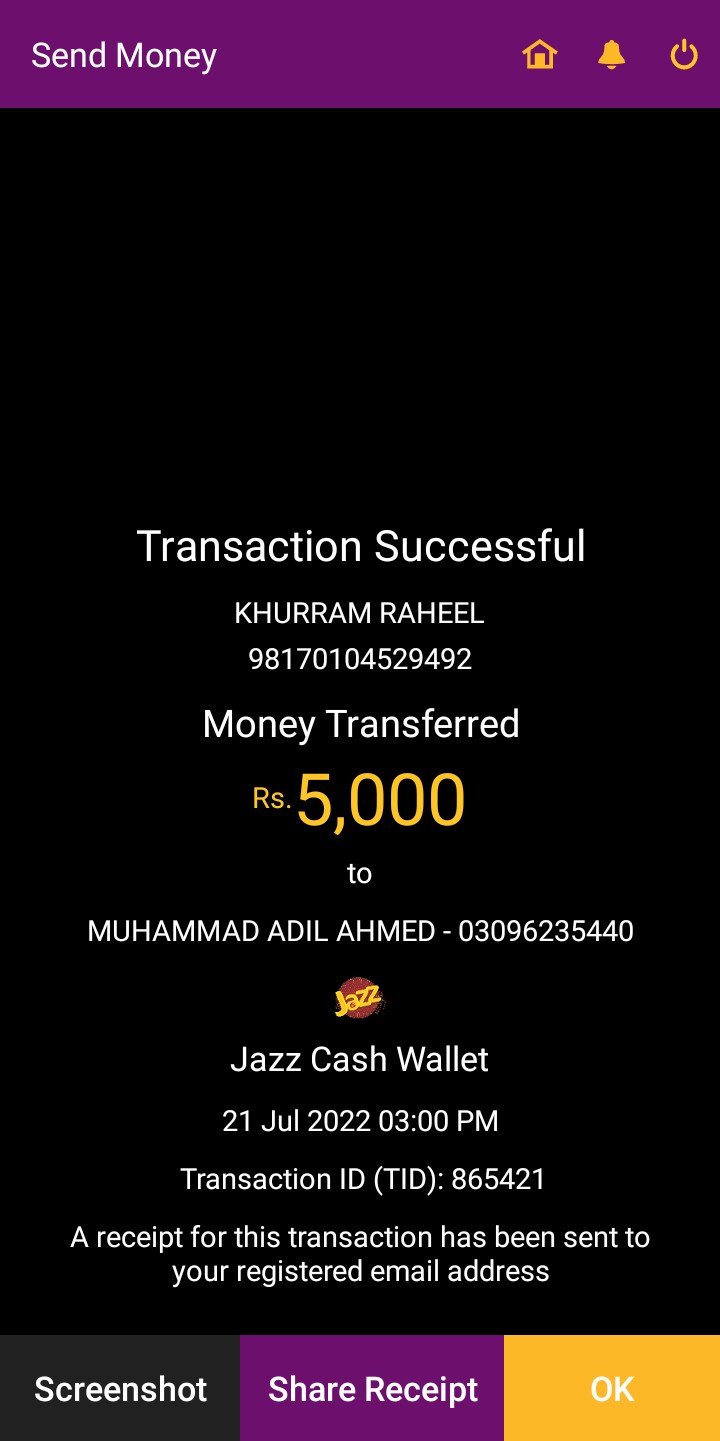 Send Money
Transaction Successful
KHURRAM RAHEEL
98170104529492
Money Transferred
Rs.5,000
to
MUHAMMAD ADIL AHMED - 03096235440
Jazz
Jazz Cash Wallet
21 Jul 2022 03:00 PM
Transaction ID (TID): 865421
A receipt for this transaction has been sent to
your registered email address
Screenshot Share Receipt OK